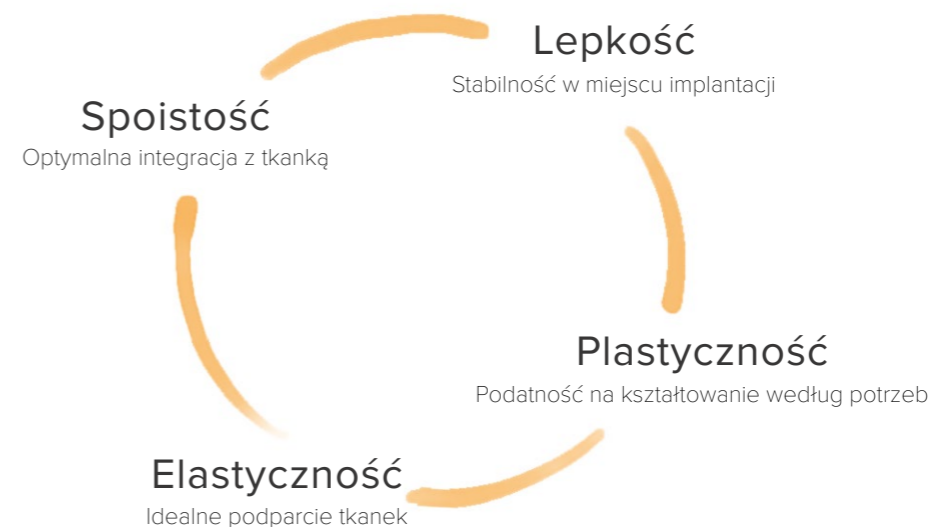 Lepkość
Stabilność w miejscu implantacji
Spoistość
Optymalna integracja z tkanką
Plastyczność
Podatność na kształtowanie według potrzeb
Elastyczność
Idealne podparcie tkanek